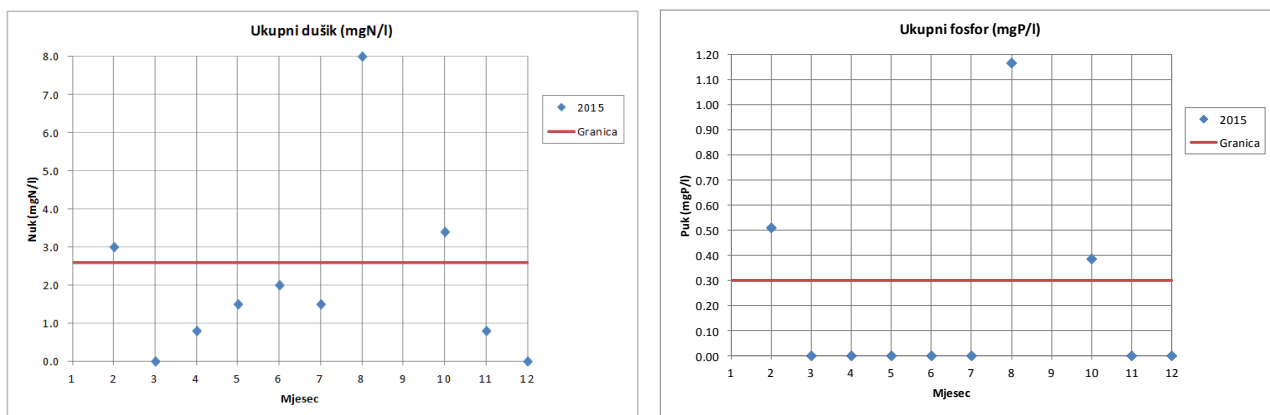 Ukupni dušik (mgN/l)
8.0
7.0
6.0
5.0
4.0
3.0
2.0
1.0
0.0
Nuk (mgN/l)
1 2 3 4 5 6 7 8 9 10 11 12
Mjesec
2015
Granica
Ukupni fosfor (mgP/l)
1.20
1.10
1.00
0.90
0.80
0.70
0.60
0.50
0.40
0.30
0.20
0.10
0.00
Puk (mgP/l)
1 2 3 4 5 6 7 8 9 10 11 12
Mjesec
2015
Granica